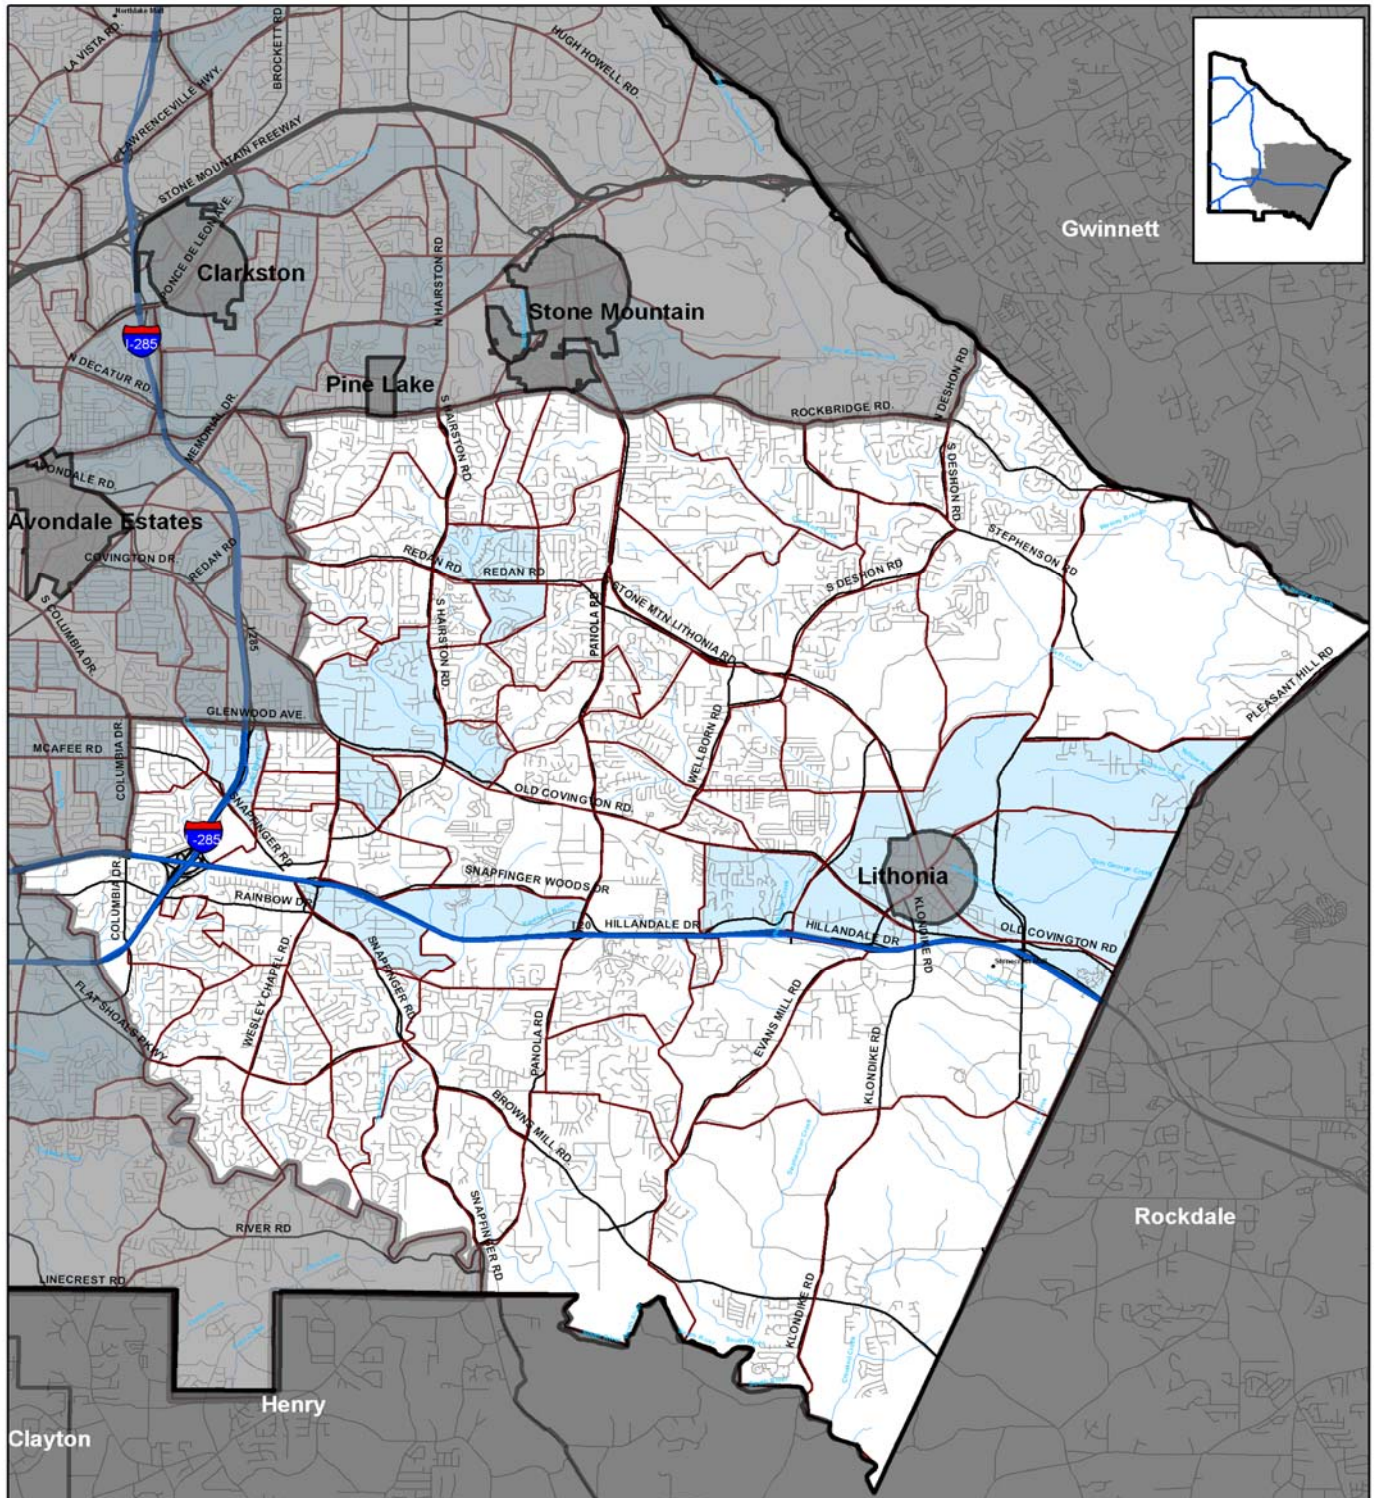 Northlake Mall
LA VISTA RD.
BROCKETT RD
HUGH HOWELL RD.
LAWRENCEVILLE HWY.
STONE MOUNTAIN FREEWAY
Gwinnett
PONCE DE LEON AVE.
Clarkston
N HAIRSTON RD
Stone Mountain
I-285
N DECATUR RD.
Pine Lake
N DESHON RD
MEMORIAL DR.
S HAIRSTON RD
ROCKBRIDGE RD.
S DESHON RD
AVONDALE RD.
Avondale Estates
COVINGTON DR.
REDAN RD
REDAN RD
REDAN RD
STEPHENSON RD
S DESHON RD
STONE MTN LITHONIA RD
S COLUMBIA DR.
I-285
S HAIRSTON RD.
PANOLA RD
PLEASANT HILL RD
GLENWOOD AVE.
MCAFEE RD
COLUMBIA DR.
WELLBORN RD
SNAPFINGER RD
OLD COVINGTON RD.
I-285
Lithonia
COLUMBIA DR.
RAINBOW DR
SNAPFINGER WOODS DR
I-20
HILLANDALE DR
HILLANDALE DR
KLONDIKE RD
OLD COVINGTON RD
WESLEY CHAPEL RD.
SNAPFINGER RD
Stonecrest Mall
FLAT SHOALS PKWY
PANOLA RD
EVANS MILL RD
KLONDIKE RD
BROWNS MILL RD.
SNAPFINGER RD
RIVER RD
Rockdale
LINECREST RD
KLONDIKE RD
Henry
Clayton